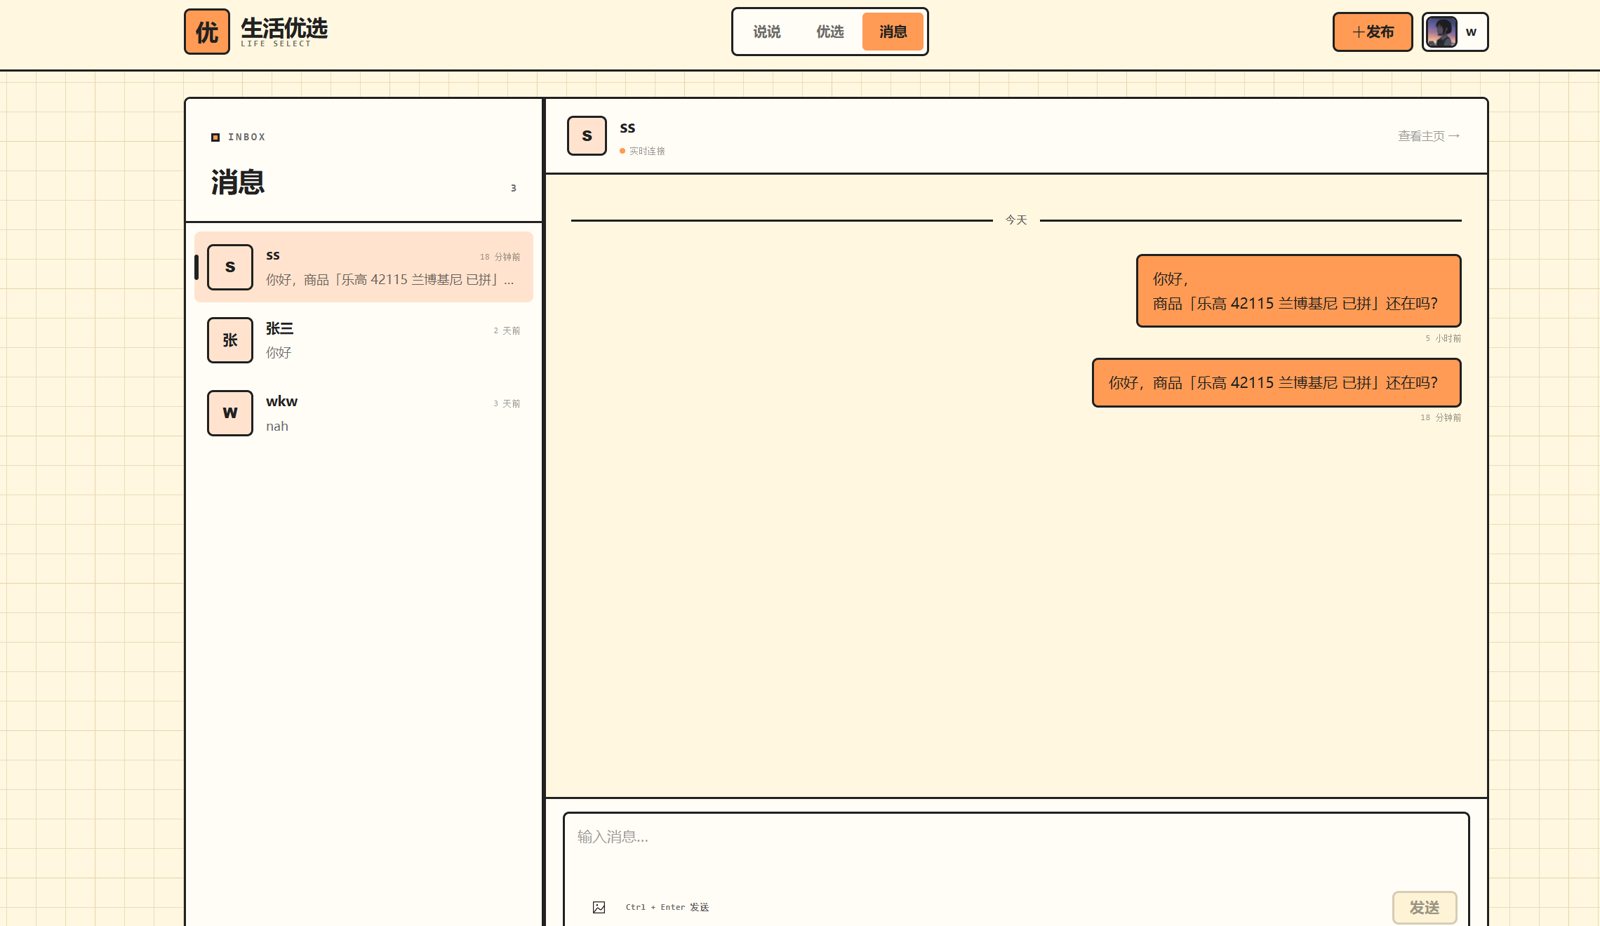 优
生活优选
LIFE SELECT
说说
优选
消息
+发布
w
INBOX
消息
3
S
ss
18 分钟前
你好，商品「乐高 42115 兰博基尼 已拼」...
张
张三
2 天前
你好
W
wkw
3 天前
nah
S
ss
实时连接
查看主页 →
今天
你好，
商品「乐高 42115 兰博基尼 已拼」还在吗？
5 小时前
你好，商品「乐高 42115 兰博基尼 已拼」还在吗？
18 分钟前
输入消息...
Ctrl + Enter 发送
发送